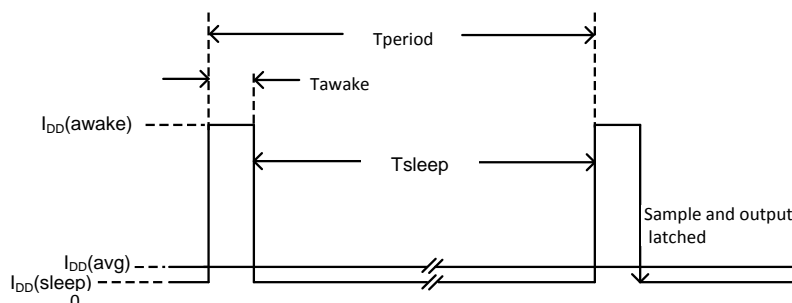 Tperiod
Tawake
IDD(awake)
Tsleep
Sample and output
latched
IDD(avg)
IDD(sleep)
0